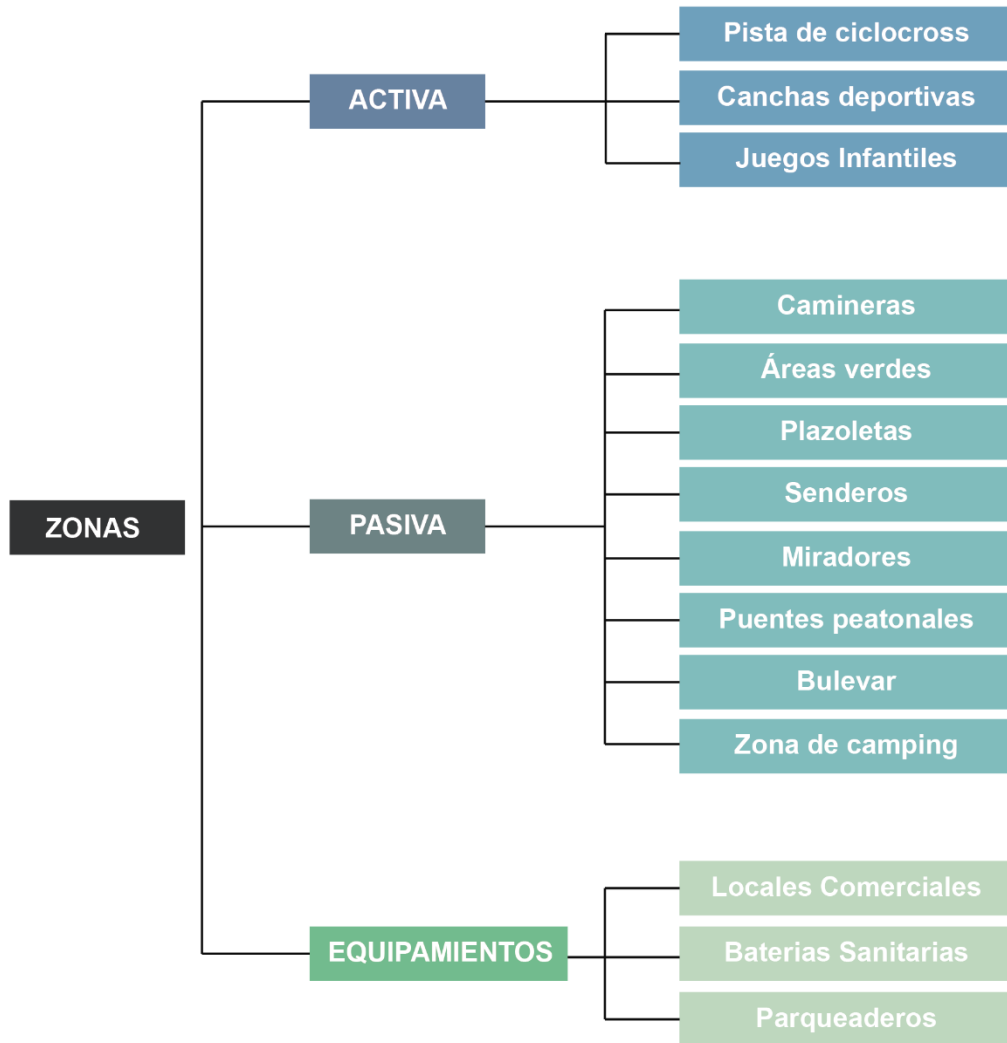 ZONAS
ACTIVA
Pista de ciclocross
Canchas deportivas
Juegos Infantiles
PASIVA
Camineras
Áreas verdes
Plazoletas
Senderos
Miradores
Puentes peatonales
Bulevar
Zona de camping
EQUIPAMIENTOS
Locales Comerciales
Baterias Sanitarias
Parqueaderos